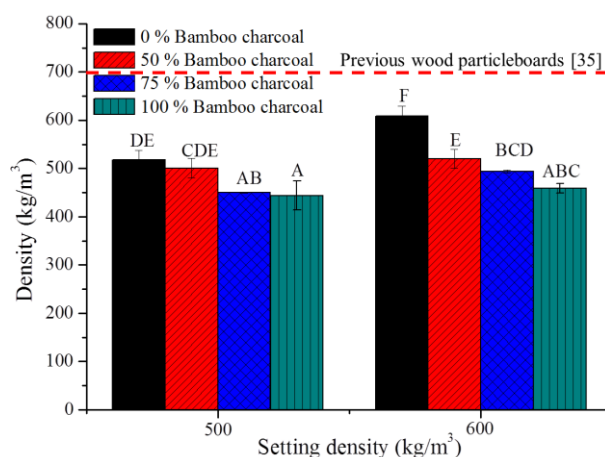 800
700
600
500
400
300
200
100
0
Density (kg/m³)
0 % Bamboo charcoal
50 % Bamboo charcoal
75 % Bamboo charcoal
100 % Bamboo charcoal
Previous wood particleboards [35]
DE
CDE
AB
A
F
E
BCD
ABC
500
600
Setting density (kg/m³)